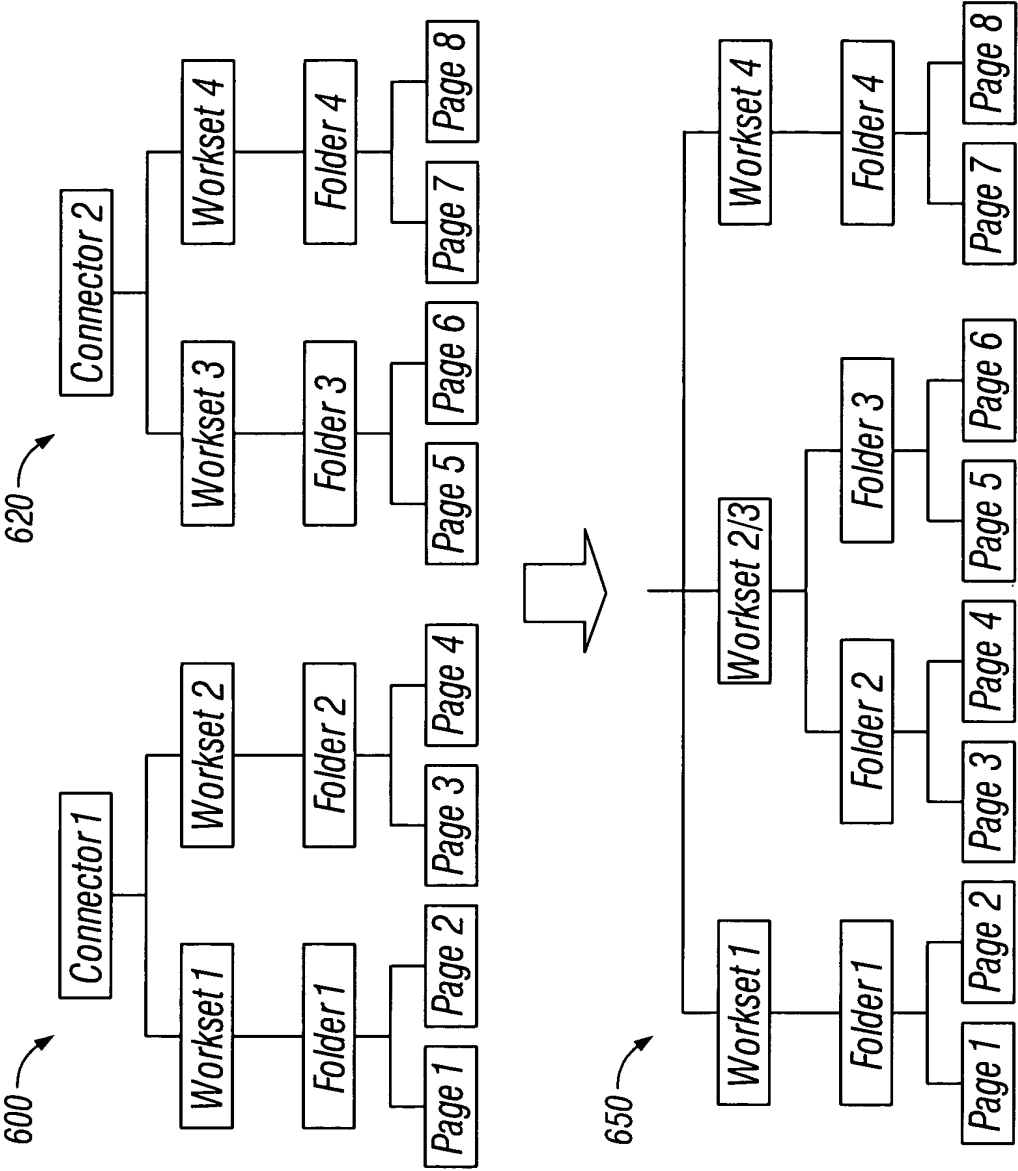 600
620
Connector 1
Connector 2
Workset 1
Workset 2
Workset 3
Workset 4
Folder 1
Folder 2
Folder 3
Folder 4
Page 1
Page 2
Page 3
Page 4
Page 5
Page 6
Page 7
Page 8
650
Workset 1
Workset 2/3
Workset 4
Folder 1
Folder 2
Folder 3
Folder 4
Page 1
Page 2
Page 3
Page 4
Page 5
Page 6
Page 7
Page 8